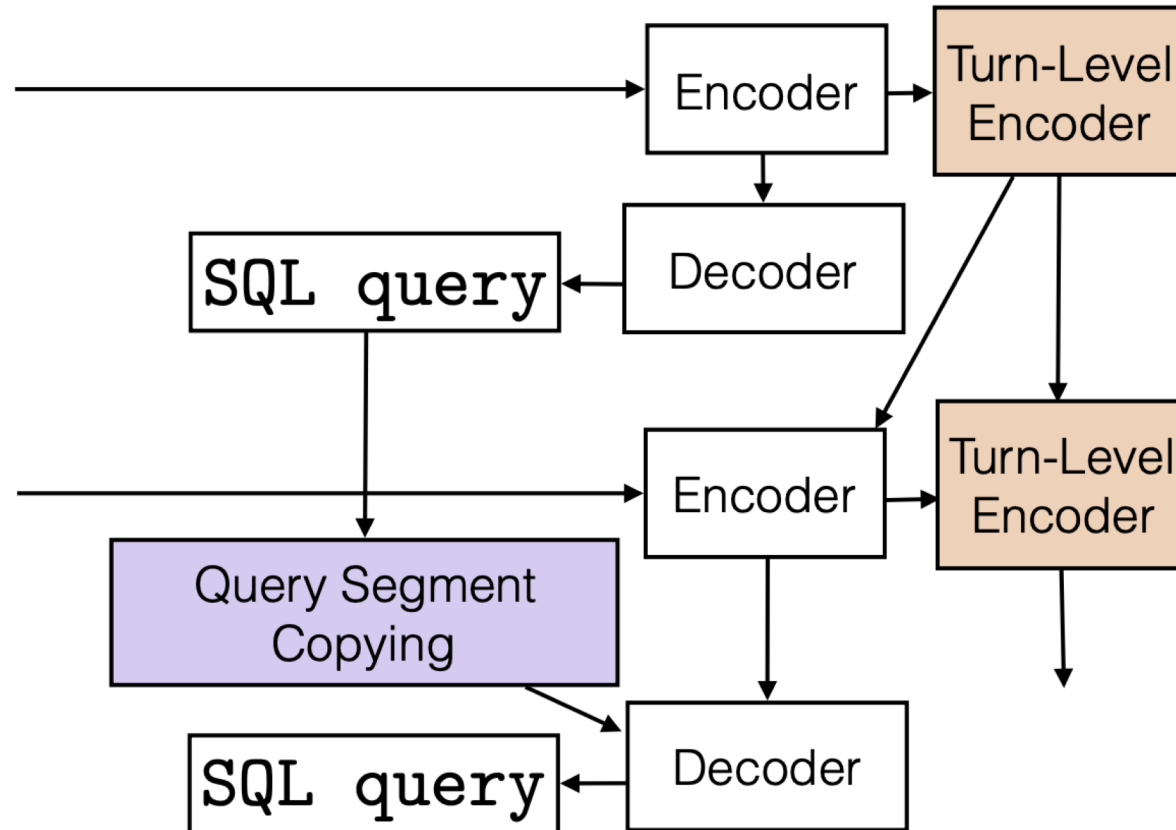 Encoder
Turn-Level
Encoder
Decoder
SQL query
Encoder
Turn-Level
Encoder
Query Segment
Copying
Decoder
SQL query